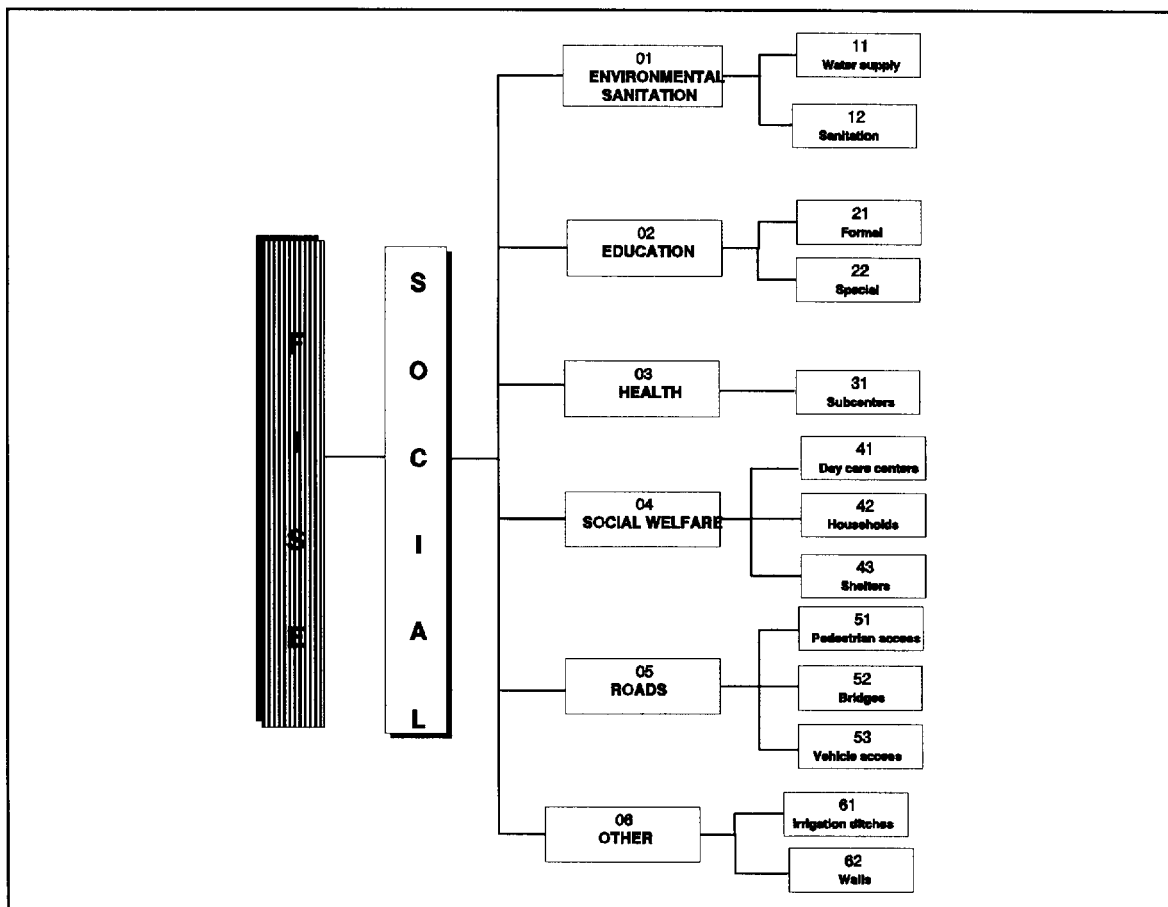 FISE
SOCIAL
01
ENVIRONMENTAL
SANITATION
11
Water supply
12
Sanitation
02
EDUCATION
21
Formal
22
Special
03
HEALTH
31
Subcenters
04
SOCIAL WELFARE
41
Day care centers
42
Households
43
Shelters
05
ROADS
51
Pedestrian access
52
Bridges
53
Vehicle access
06
OTHER
61
Irrigation ditches
62
Walls